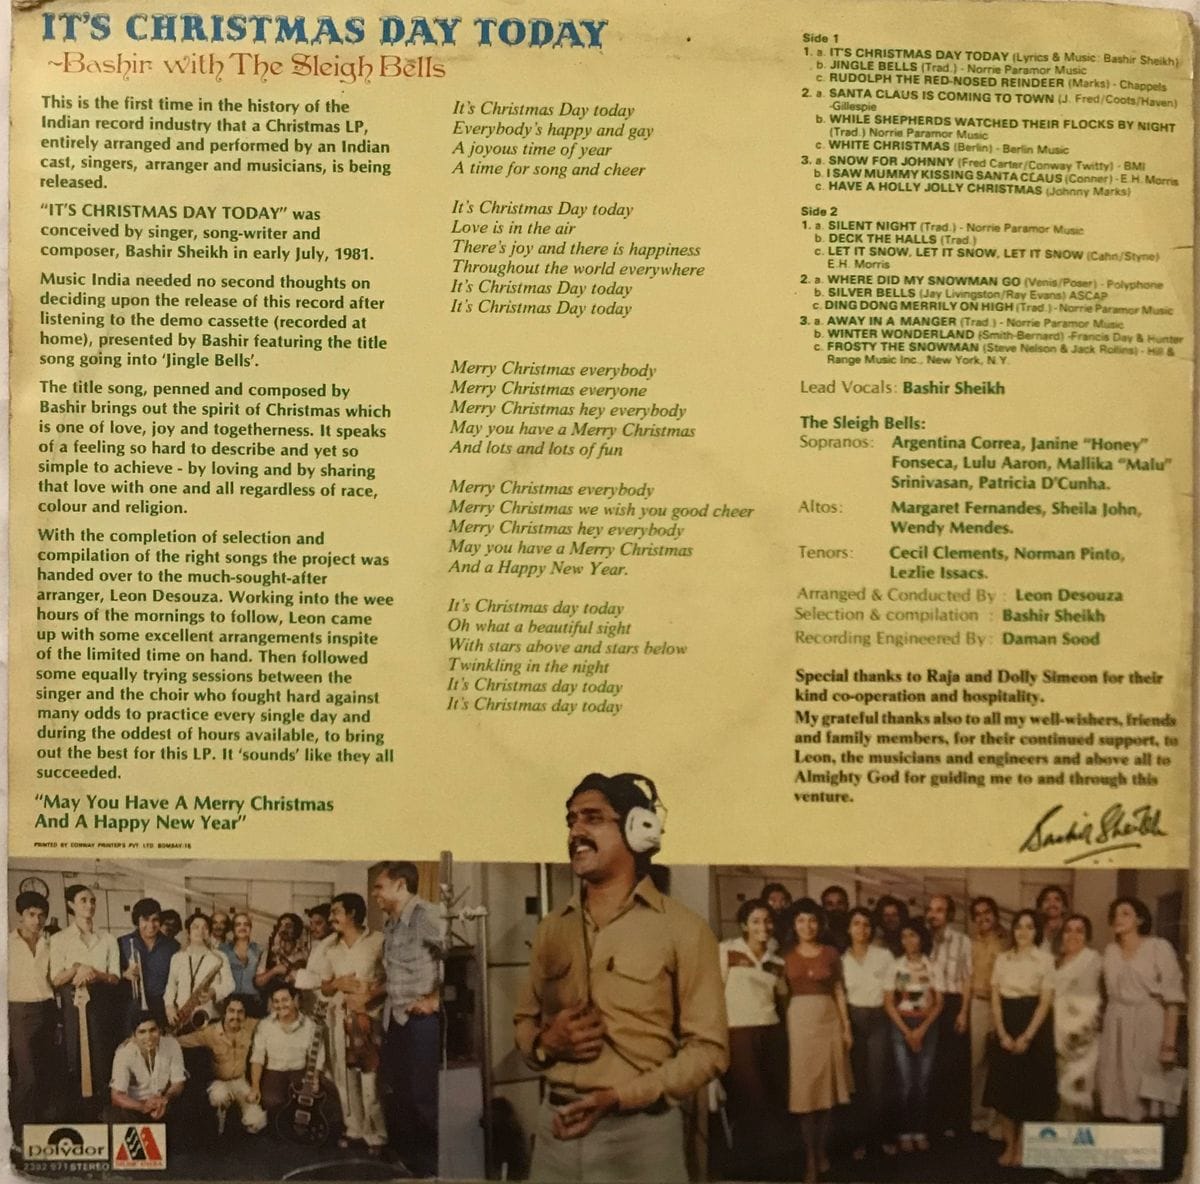 IT'S CHRISTMAS DAY TODAY
~Bashir with The Sleigh Bells
This is the first time in the history of the
Indian record industry that a Christmas LP,
entirely arranged and performed by an Indian
cast, singers, arranger and musicians, is being
released.
"IT'S CHRISTMAS DAY TODAY" was
conceived by singer, song-writer and
composer, Bashir Sheikh in early July, 1981.
Music India needed no second thoughts on
deciding upon the release of this record after
listening to the demo cassette (recorded at
home), presented by Bashir featuring the title
song going into 'Jingle Bells'.
The title song, penned and composed by
Bashir brings out the spirit of Christmas which
is one of love, joy and togetherness. It speaks
of a feeling so hard to describe and yet so
simple to achieve - by loving and by sharing
that love with one and all regardless of race,
colour and religion.
With the completion of selection and
compilation of the right songs the project was
handed over to the much-sought-after
arranger, Leon Desouza. Working into the wee
hours of the mornings to follow, Leon came
up with some excellent arrangements inspite
of the limited time on hand. Then followed
some equally trying sessions between the
singer and the choir who fought hard against
many odds to practice every single day and
during the oddest of hours available, to bring
out the best for this LP. It 'sounds' like they all
succeeded.
"May You Have A Merry Christmas
And A Happy New Year"
PRINTED BY CONWAY PRINTER'S PVT. LTD. BOMBAY-18
It's Christmas Day today
Everybody's happy and gay
A joyous time of year
A time for song and cheer
It's Christmas Day today
Love is in the air
There's joy and there is happiness
Throughout the world everywhere
It's Christmas Day today
It's Christmas Day today
Merry Christmas everybody
Merry Christmas everyone
Merry Christmas hey everybody
May you have a Merry Christmas
And lots and lots of fun
Merry Christmas everybody
Merry Christmas we wish you good cheer
Merry Christmas hey everybody
May you have a Merry Christmas
And a Happy New Year.
It's Christmas day today
Oh what a beautiful sight
With stars above and stars below
Twinkling in the night
It's Christmas day today
It's Christmas day today
Side 1
1. a. IT'S CHRISTMAS DAY TODAY (Lyrics & Music: Bashir Sheikh)
b. JINGLE BELLS (Trad.) - Norrie Paramor Music
c. RUDOLPH THE RED-NOSED REINDEER (Marks) - Chappels
2. a. SANTA CLAUS IS COMING TO TOWN (J. Fred/Coots/Haven)
-Gillespie
b. WHILE SHEPHERDS WATCHED THEIR FLOCKS BY NIGHT
(Trad.) Norrie Paramor Music
c. WHITE CHRISTMAS (Berlin) - Berlin Music
3. a. SNOW FOR JOHNNY (Fred Carter/Conway Twitty) - BMI
b. I SAW MUMMY KISSING SANTA CLAUS (Conner) - E.H. Morris
c. HAVE A HOLLY JOLLY CHRISTMAS (Johnny Marks)
Side 2
1. a. SILENT NIGHT (Trad.) - Norrie Paramor Music
b. DECK THE HALLS (Trad.)
c. LET IT SNOW, LET IT SNOW, LET IT SNOW (Cahn/Styne)
E.H. Morris
2. a. WHERE DID MY SNOWMAN GO (Venis/Poser) - Polyphone
b. SILVER BELLS (Jay Livingston/Ray Evans) ASCAP
c. DING DONG MERRILY ON HIGH (Trad.) - Norrie Paramor Music
3. a. AWAY IN A MANGER (Trad.) - Norrie Paramor Music
b. WINTER WONDERLAND (Smith-Bernard) -Francis Day & Hunter
c. FROSTY THE SNOWMAN (Steve Nelson & Jack Rollins) - Hill &
Range Music Inc., New York, N.Y.
Lead Vocals: Bashir Sheikh
The Sleigh Bells:
Sopranos: Argentina Correa, Janine "Honey"
Fonseca, Lulu Aaron, Mallika "Malu"
Srinivasan, Patricia D'Cunha.
Altos: Margaret Fernandes, Sheila John,
Wendy Mendes.
Tenors: Cecil Clements, Norman Pinto,
Lezlie Issacs.
Arranged & Conducted By : Leon Desouza
Selection & compilation : Bashir Sheikh
Recording Engineered By : Daman Sood
Special thanks to Raja and Dolly Simeon for their
kind co-operation and hospitality.
My grateful thanks also to all my well-wishers, friends
and family members, for their continued support, to
Leon, the musicians and engineers and above all to
Almighty God for guiding me to and through this
venture.
Bashir Sheikh
polydor
MUSIC INDIA
2392 971 STEREO